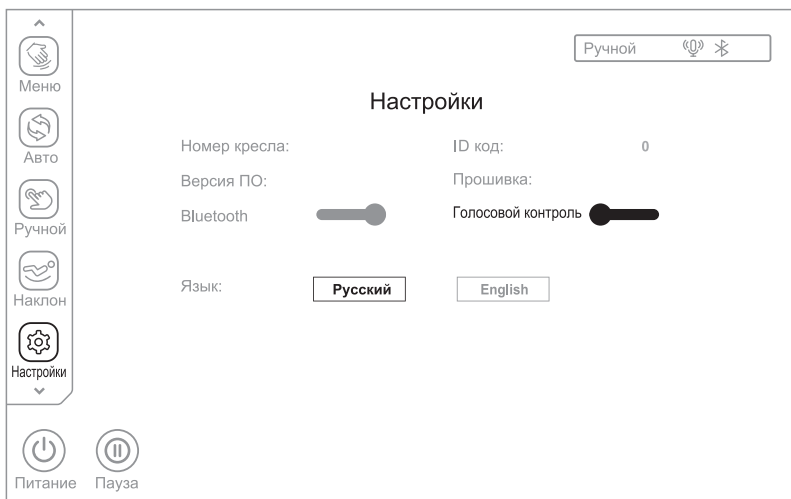 Меню
Авто
Ручной
Наклон
Настройки
Питание Пауза
Ручной
Настройки
Номер кресла: ID код: 0
Версия ПО: Прошивка:
Bluetooth Голосовой контроль
Язык: Русский English